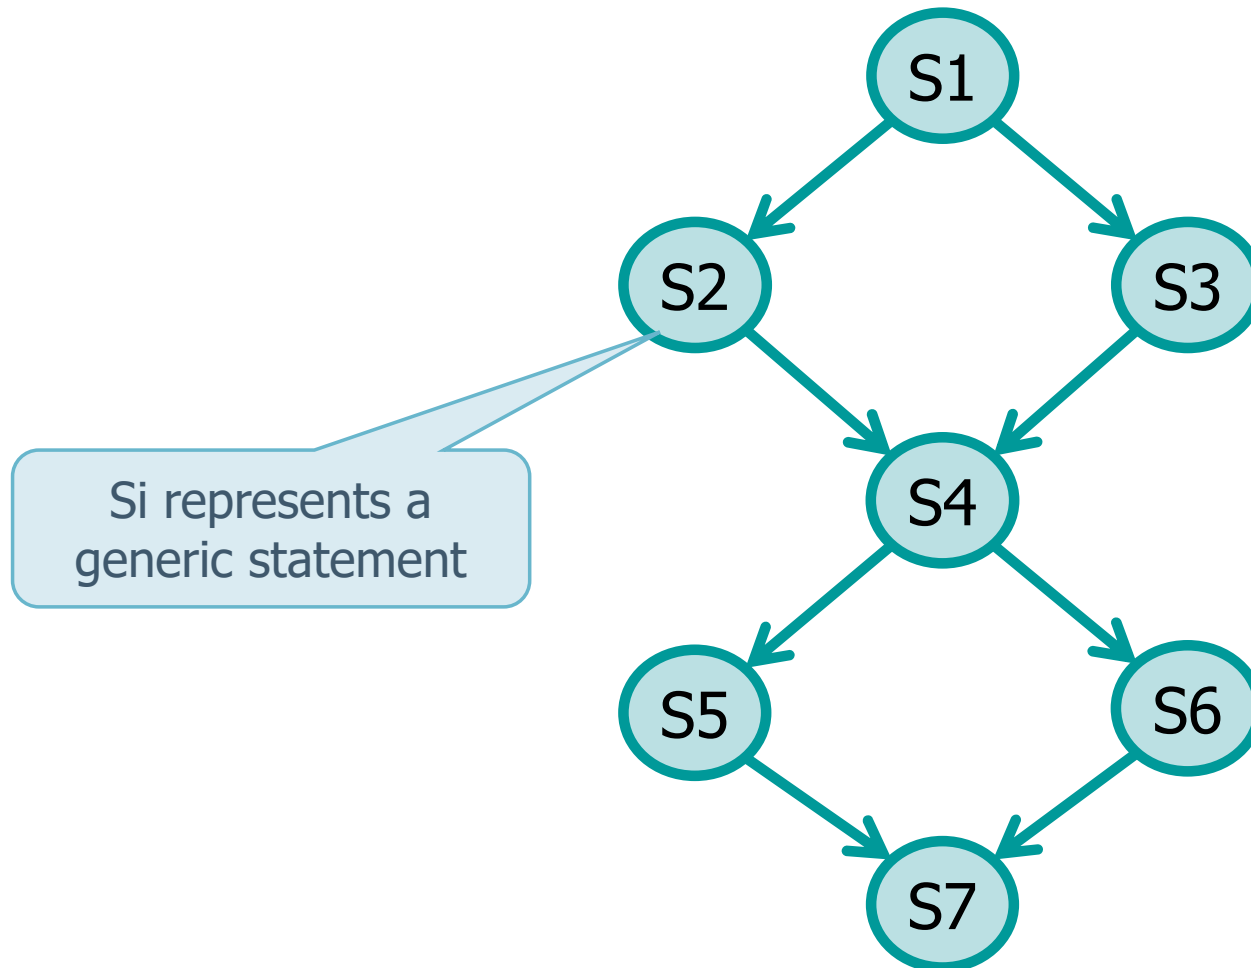 S1
S2
S3
Si represents a
generic statement
S4
S5
S6
S7